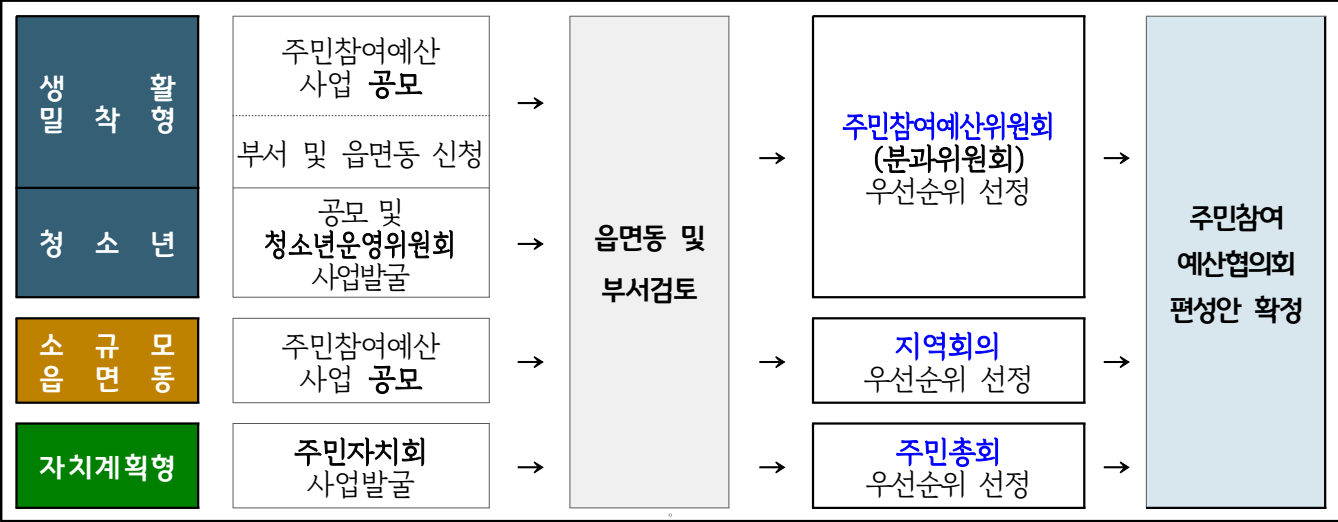 생 활
밀 착 형
주민참여예산
사업 공모
부서 및 읍면동 신청
청 소 년
공모 및
청소년운영위원회
사업발굴
소 규 모
읍 면 동
주민참여예산
사업 공모
자치계획형
주민자치회
사업발굴
읍면동 및
부서검토
주민참여예산위원회
(분과위원회)
우선순위 선정
지역회의
우선순위 선정
주민총회
우선순위 선정
주민참여
예산협의회
편성안 확정